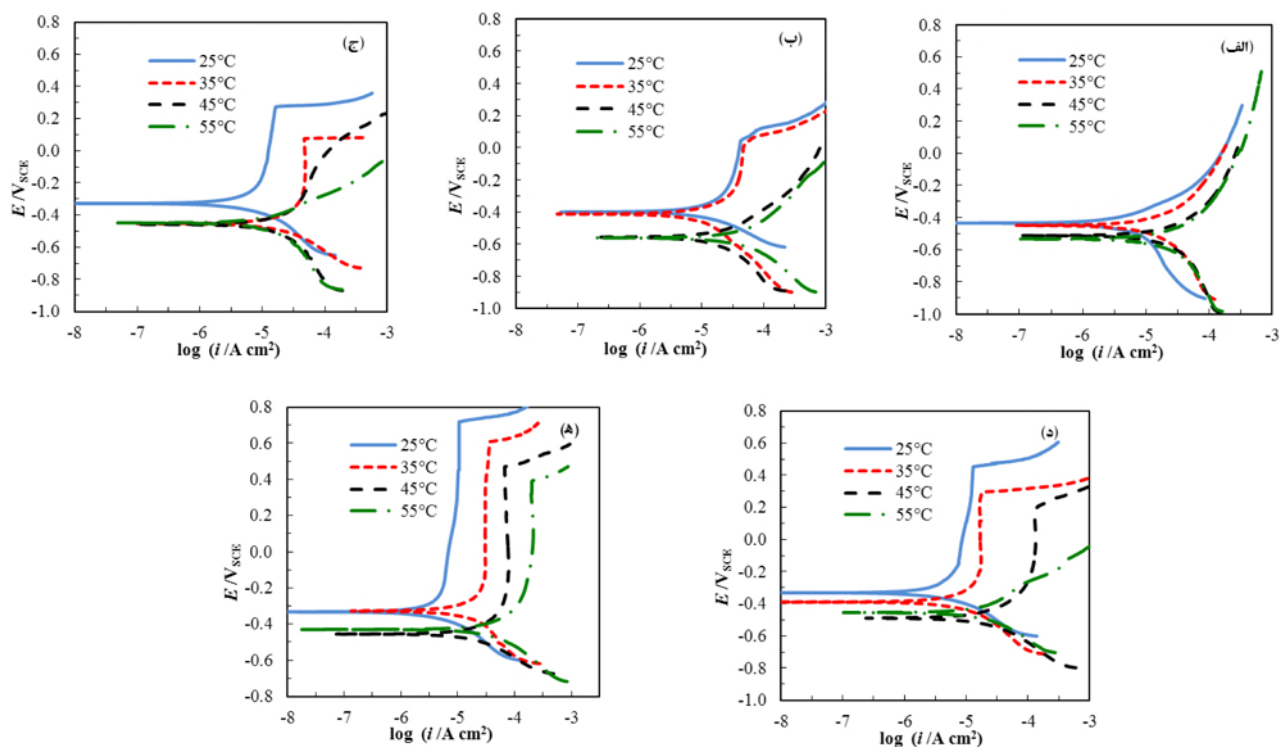 (ج)
25°C
35°C
45°C
55°C
E /V_SCE
0.8
0.6
0.4
0.2
0.0
-0.2
-0.4
-0.6
-0.8
-1.0
-8 -7 -6 -5 -4 -3
log (i /A cm²)
(ب)
25°C
35°C
45°C
55°C
E /V_SCE
0.8
0.6
0.4
0.2
0.0
-0.2
-0.4
-0.6
-0.8
-1.0
-8 -7 -6 -5 -4 -3
log (i /A cm²)
(الف)
25°C
35°C
45°C
55°C
E /V_SCE
0.8
0.6
0.4
0.2
0.0
-0.2
-0.4
-0.6
-0.8
-1.0
-8 -7 -6 -5 -4 -3
log (i /A cm²)
(ه)
25°C
35°C
45°C
55°C
E /V_SCE
0.8
0.6
0.4
0.2
0.0
-0.2
-0.4
-0.6
-0.8
-8 -7 -6 -5 -4 -3
log (i /A cm²)
(د)
25°C
35°C
45°C
55°C
E /V_SCE
0.8
0.6
0.4
0.2
0.0
-0.2
-0.4
-0.6
-0.8
-1.0
-8 -7 -6 -5 -4 -3
log (i /A cm²)